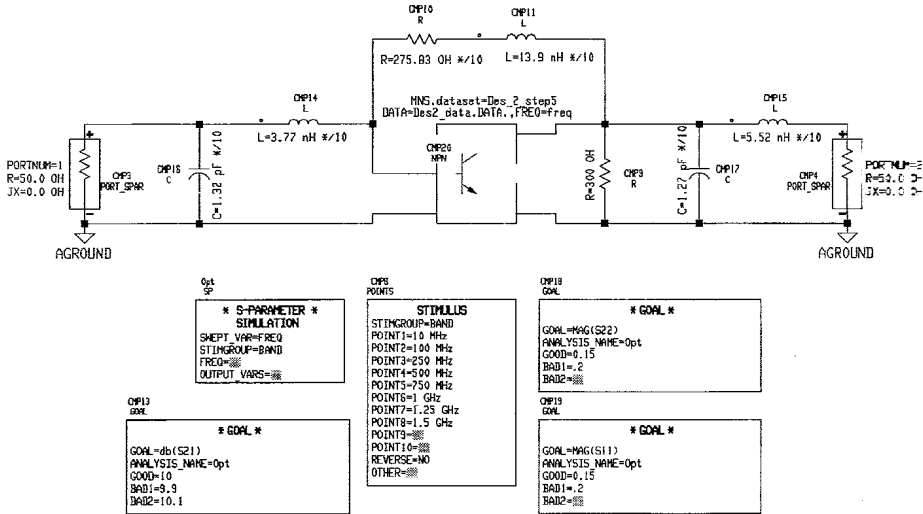 CMP10
R
R=275.83 OH */10
CMP11
L
L=13.9 nH */10
CMP14
L
L=3.77 nH */10
MNS.dataset=Des_2_step5
DATA=Des2_data.DATA.,FREQ=freq
CMP20
NPN
CMP15
L
L=5.52 nH */10
PORTNUM=1
R=50.0 OH
JX=0.0 OH
+
-
CMP3
PORT_SPAR
CMP16
C
C=1.32 pF */10
R=300 OH
CMP9
R
C=1.27 pF */10
CMP17
C
+
-
CMP4
PORT_SPAR
AGROUND
AGROUND
Opt
SP
* S-PARAMETER *
SIMULATION
SWEPT_VAR=FREQ
STIMGROUP=BAND
FREQ=
OUTPUT_VARS=
POINTS
STIMULUS
STIMGROUP=BAND
POINT1=10 MHz
POINT2=100 MHz
POINT3=250 MHz
POINT4=500 MHz
POINT5=750 MHz
POINT6=1 GHz
POINT7=1.25 GHz
POINT8=1.5 GHz
POINT9=
POINT10=
REVERSE=NO
OTHER=
CMP18
GOAL
* GOAL *
GOAL=MAG(S22)
ANALYSIS_NAME=Opt
GOOD=0.15
BAD1=.2
BAD2=
CMP13
GOAL
* GOAL *
GOAL=db(S21)
ANALYSIS_NAME=Opt
GOOD=10
BAD1=9.9
BAD2=10.1
CMP19
GOAL
* GOAL *
GOAL=MAG(S11)
ANALYSIS_NAME=Opt
GOOD=0.15
BAD1=.2
BAD2=